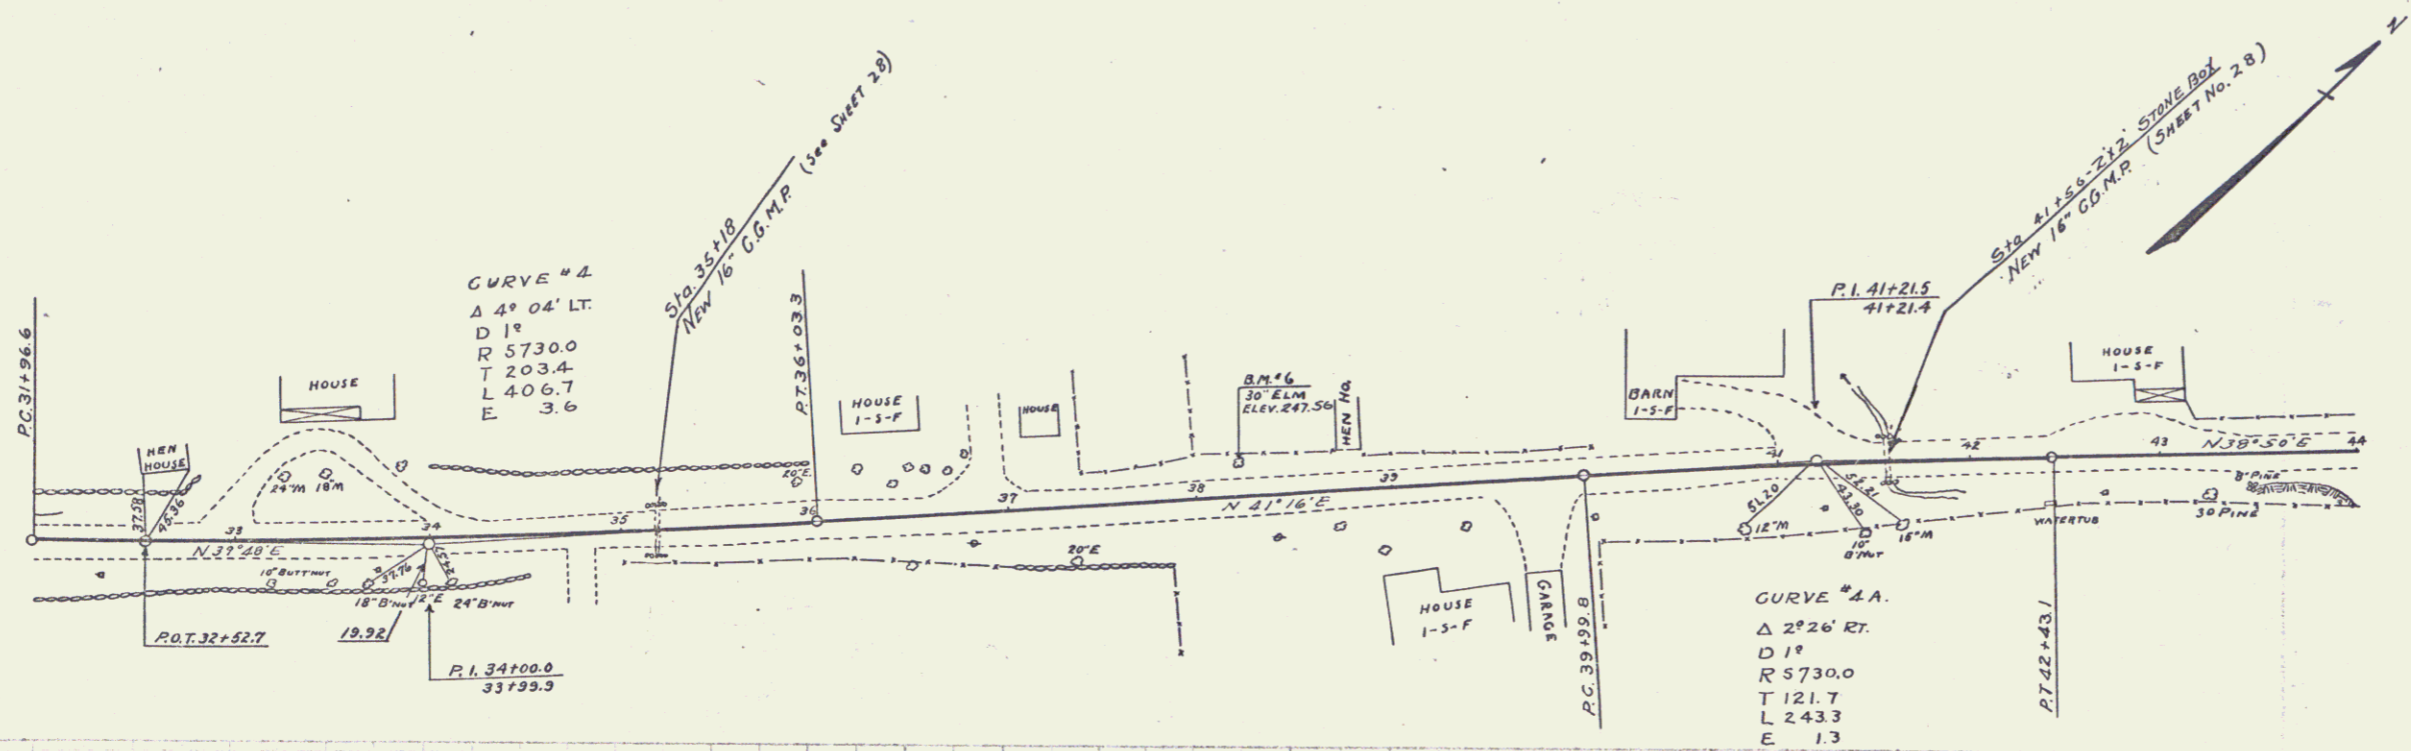 N
P.C. 31+96.6
HEN
HOUSE
37.58
45.36
P.O.T. 32+52.7
HOUSE
24"M 18"M
33
34
N 37°48' E
10" BUTT'NUT
37.76
18" B'NUT
12"E
24" B'NUT
19.92
P.I. 34+00.0
33+99.9
CURVE #4
Δ 4° 04' LT.
D 1°
R 5730.0
T 203.4
L 406.7
E 3.6
Sta. 35+18
NEW 16" C.G.M.P. (See SHEET 28)
35
P.T. 36+03.3
20"E.
36
HOUSE
1-S-F
HOUSE
37
20"E
38
N 41°16' E
B.M. #6
30" ELM
ELEV. 247.56
HEN HO.
39
HOUSE
1-S-F
GARAGE
P.C. 39+99.8
BARN
1-S-F
41
P.I. 41+21.5
41+21.4
51.20
43.30
12"M
10"
B'NUT
16"M
Sta 41+56-2'x2' STONE BOX
NEW 16" C.G.M.P. (SHEET No. 28)
CURVE #4A.
Δ 2°26' RT.
D 1°
R 5730.0
T 121.7
L 243.3
E 1.3
42
P.T. 42+43.1
HOUSE
1-S-F
WATERTUB
43
N 38°50' E
44
8" PINE
30 PINE